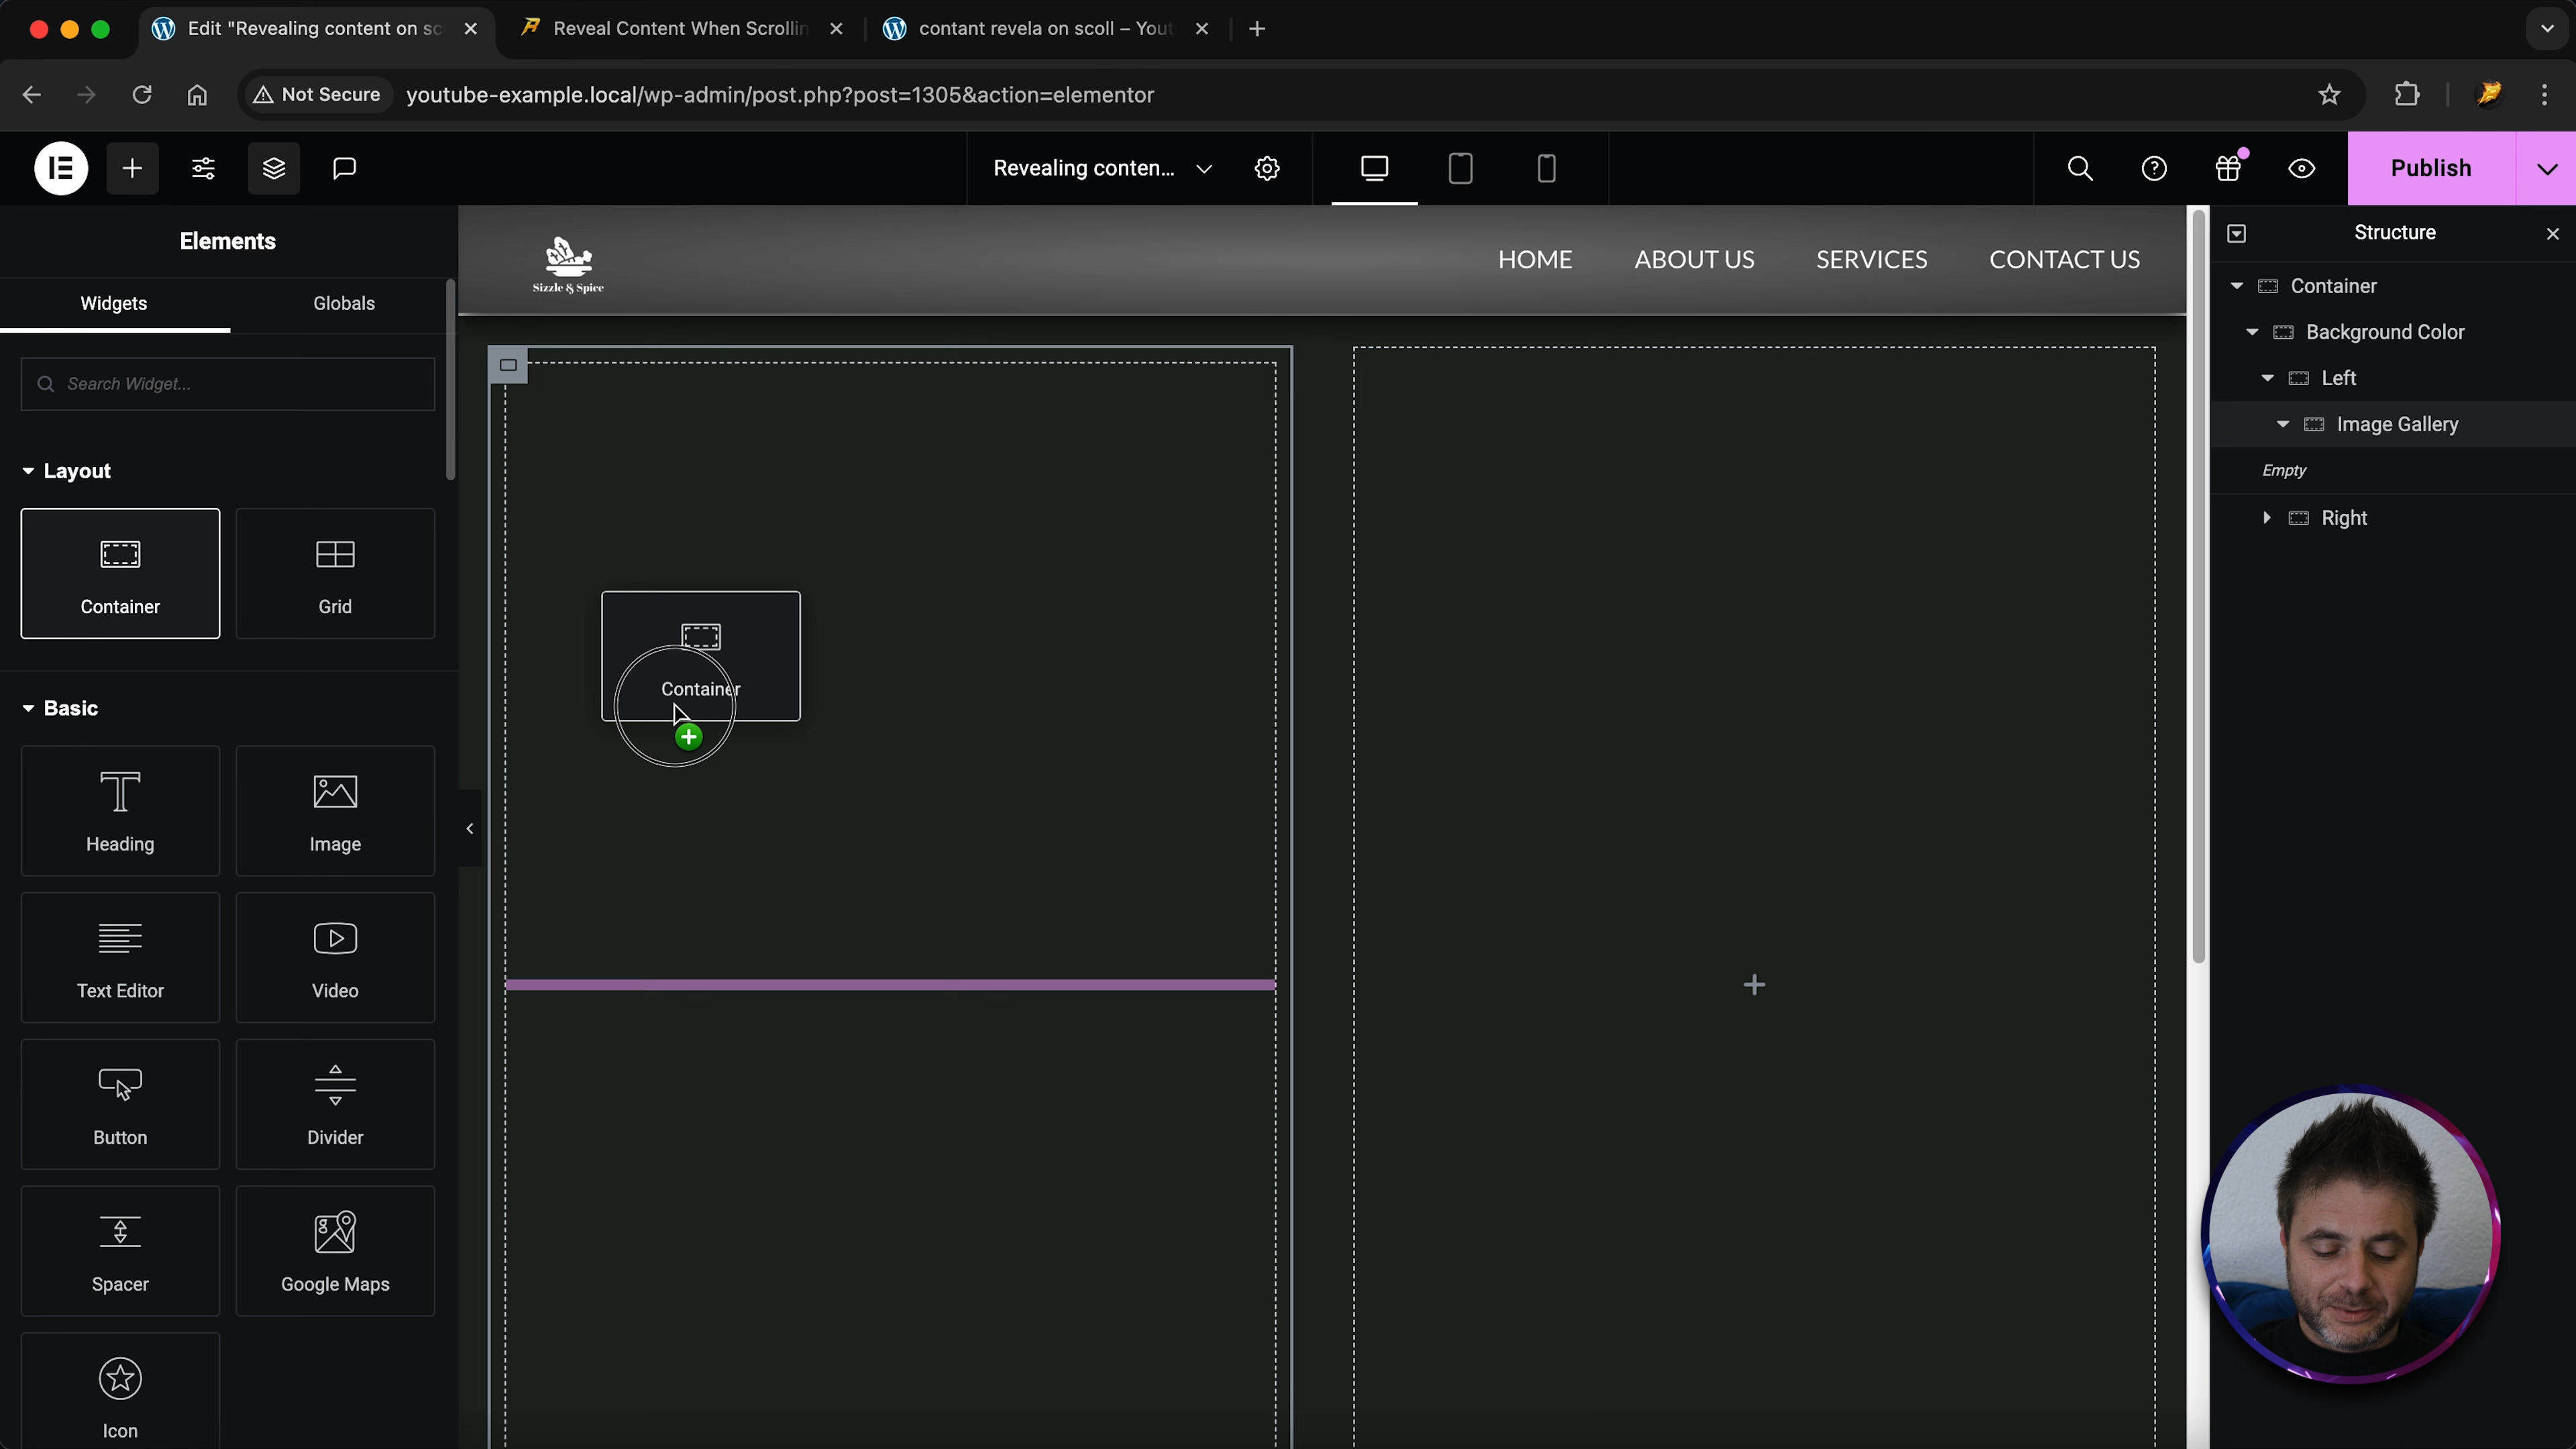 Edit "Revealing content on sc
Reveal Content When Scrollin
contant revela on scoll – Yout
Not Secure
youtube-example.local/wp-admin/post.php?post=1305&action=elementor
Revealing conten...
Publish
Elements
Widgets
Globals
Search Widget...
Layout
Container
Grid
Basic
Heading
Image
Text Editor
Video
Button
Divider
Spacer
Google Maps
Icon
Sizzle & Spice
HOME
ABOUT US
SERVICES
CONTACT US
Container
Structure
Container
Background Color
Left
Image Gallery
Empty
Right